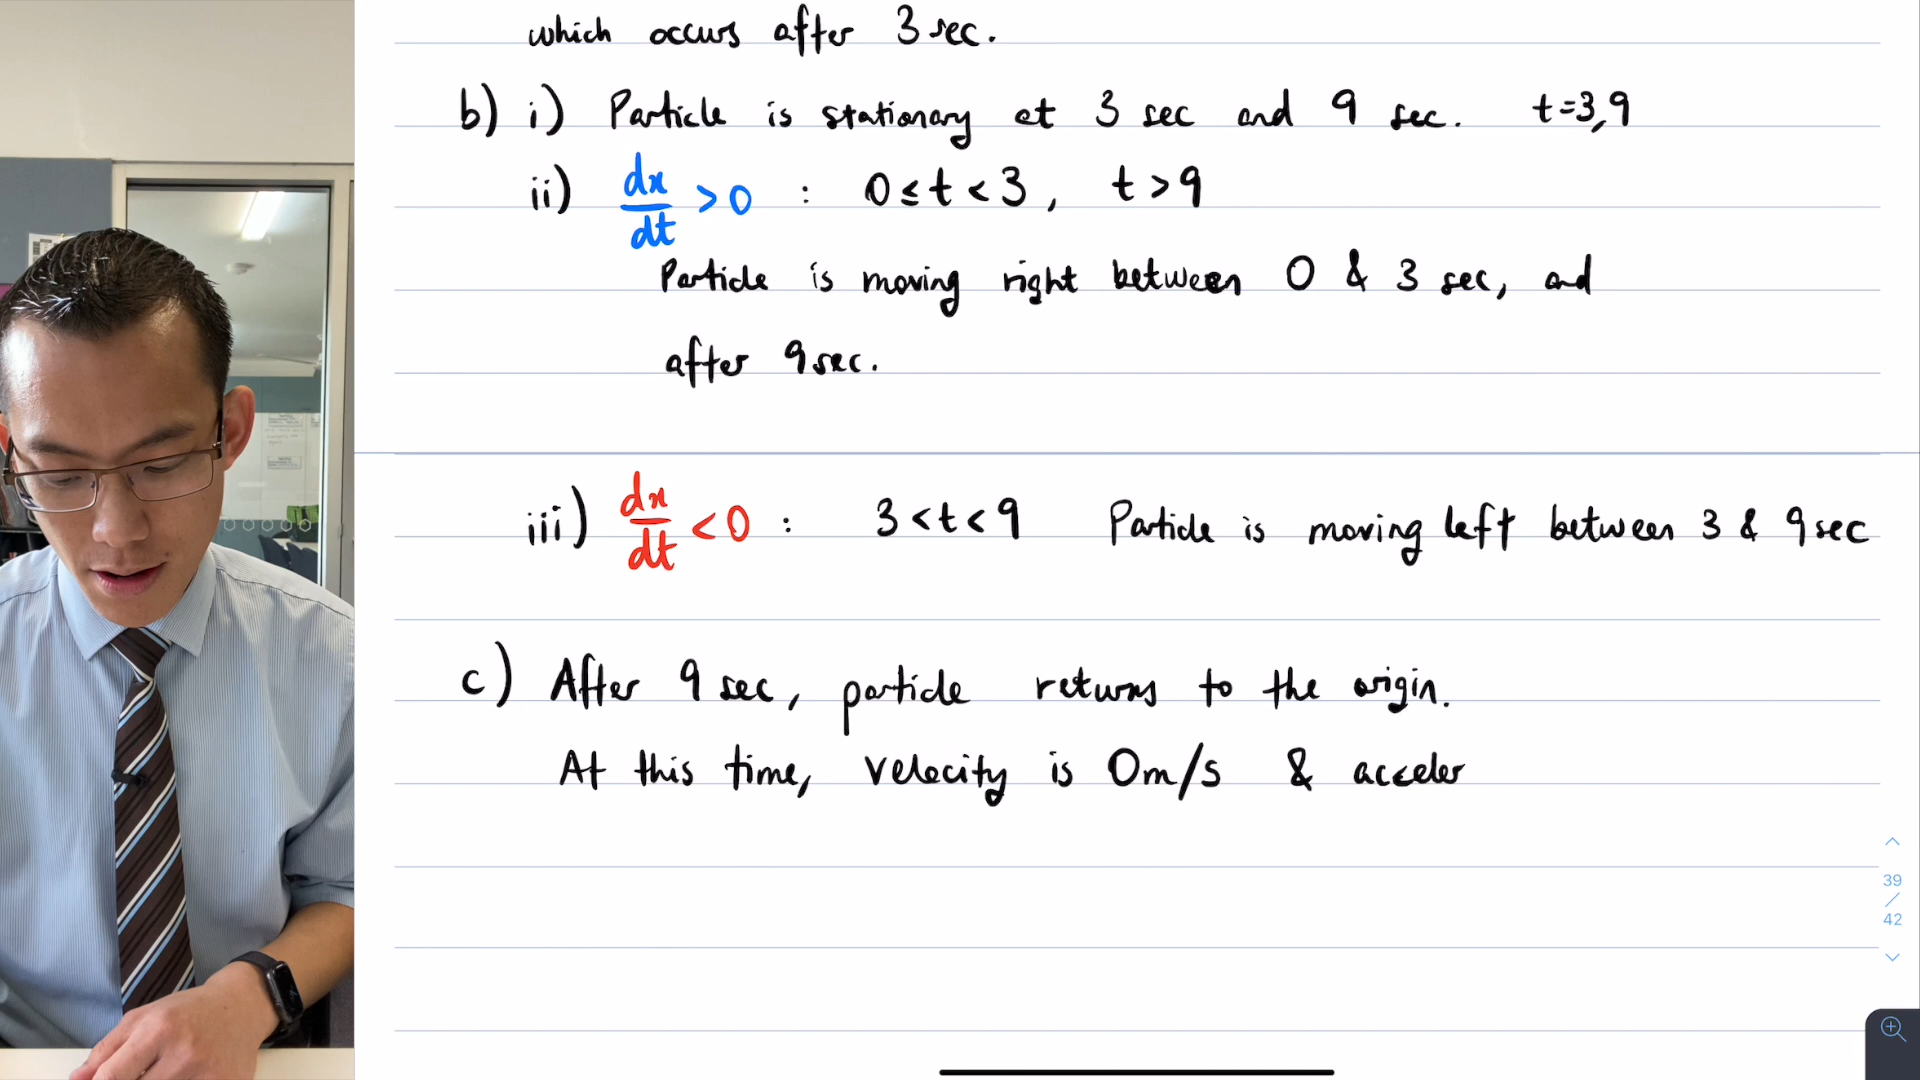 which occurs after 3 sec.
b) i) Particle is stationary at 3 sec and 9 sec. t=3,9
ii) dx/dt > 0 : 0 ≤ t < 3, t > 9
Particle is moving right between 0 & 3 sec, and
after 9 sec.
iii) dx/dt < 0 : 3 < t < 9 Particle is moving left between 3 & 9 sec
c) After 9 sec, particle returns to the origin.
At this time, velocity is 0m/s & acceler
39
/
42